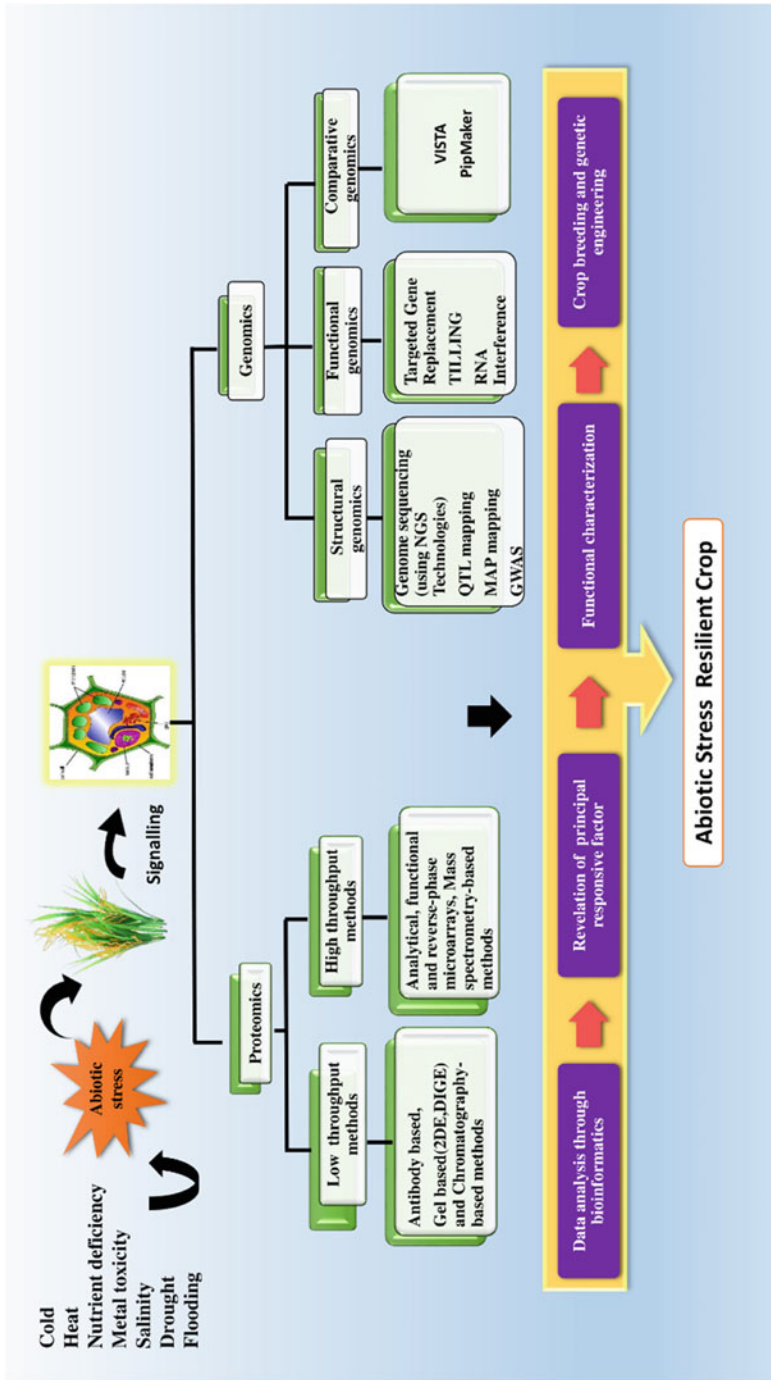 Cold
Heat
Nutrient deficiency
Metal toxicity
Salinity
Drought
Flooding
Abiotic
stress
Signalling
Proteomics
Low throughput
methods
Antibody based,
Gel based(2DE,DIGE)
and Chromatography-
based methods
High throughput
methods
Analytical, functional
and reverse-phase
microarrays, Mass
spectrometry-based
methods
Genomics
Structural
genomics
Genome sequencing
(using NGS
Technologies)
QTL mapping
MAP mapping
GWAS
Functional
genomics
Targeted Gene
Replacement
TILLING
RNA
Interference
Comparative
genomics
VISTA
PipMaker
Data analysis through
bioinformatics
Revelation of principal
responsive factor
Functional characterization
Crop breeding and genetic
engineering
Abiotic Stress Resilient Crop